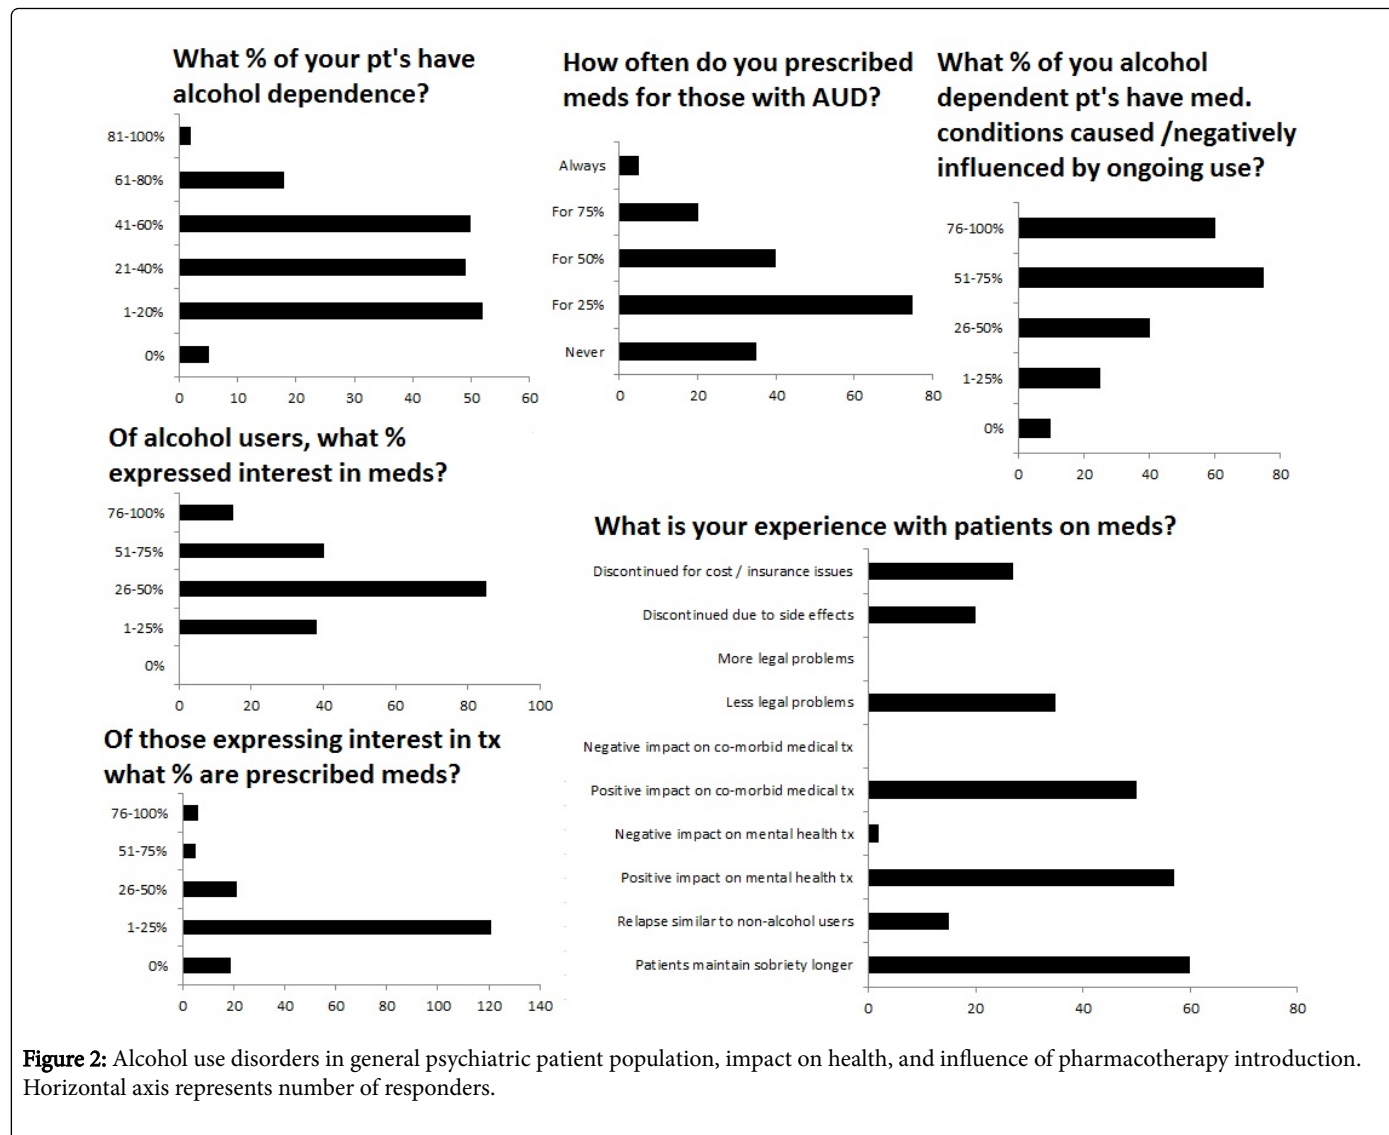 What % of your pt's have
alcohol dependence?
81-100%
61-80%
41-60%
21-40%
1-20%
0%
0 10 20 30 40 50 60
How often do you prescribed
meds for those with AUD?
Always
For 75%
For 50%
For 25%
Never
0 20 40 60 80
What % of you alcohol
dependent pt's have med.
conditions caused /negatively
influenced by ongoing use?
76-100%
51-75%
26-50%
1-25%
0%
0 20 40 60 80
Of alcohol users, what %
expressed interest in meds?
76-100%
51-75%
26-50%
1-25%
0%
0 20 40 60 80 100
Of those expressing interest in tx
what % are prescribed meds?
76-100%
51-75%
26-50%
1-25%
0%
0 20 40 60 80 100 120 140
What is your experience with patients on meds?
Discontinued for cost / insurance issues
Discontinued due to side effects
More legal problems
Less legal problems
Negative impact on co-morbid medical tx
Positive impact on co-morbid medical tx
Negative impact on mental health tx
Positive impact on mental health tx
Relapse similar to non-alcohol users
Patients maintain sobriety longer
0 20 40 60 80
Figure 2: Alcohol use disorders in general psychiatric patient population, impact on health, and influence of pharmacotherapy introduction.
Horizontal axis represents number of responders.